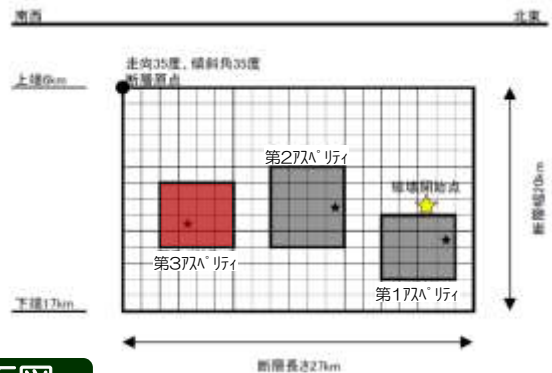 南西
北東
走向35度、傾斜角35度
上端6km
断層原点
第2ｱｽﾍﾟﾘﾃｨ
破壊開始点
断層幅20km
第3ｱｽﾍﾟﾘﾃｨ
第1ｱｽﾍﾟﾘﾃｨ
下端17km
断層長さ27km